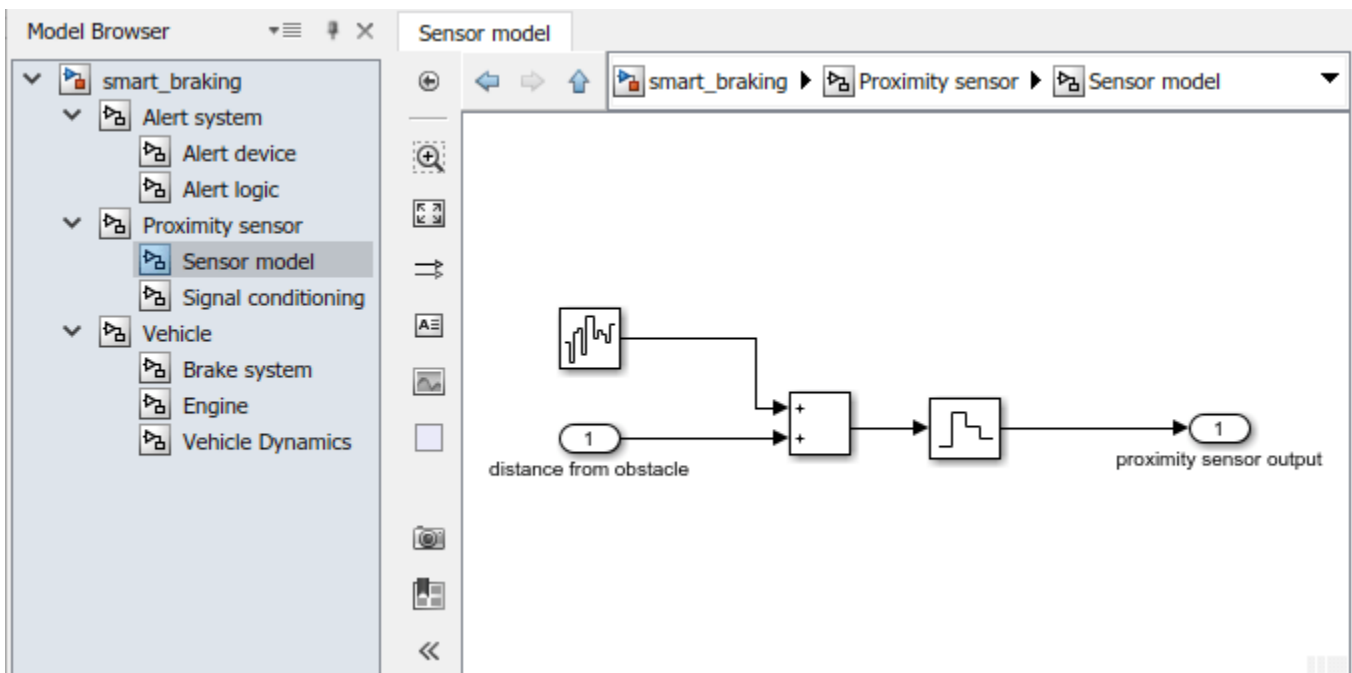 Model Browser
Sensor model
smart_braking
Alert system
Alert device
Alert logic
Proximity sensor
Sensor model
Signal conditioning
Vehicle
Brake system
Engine
Vehicle Dynamics
smart_braking Proximity sensor Sensor model
A
+
+
1
distance from obstacle
1
proximity sensor output